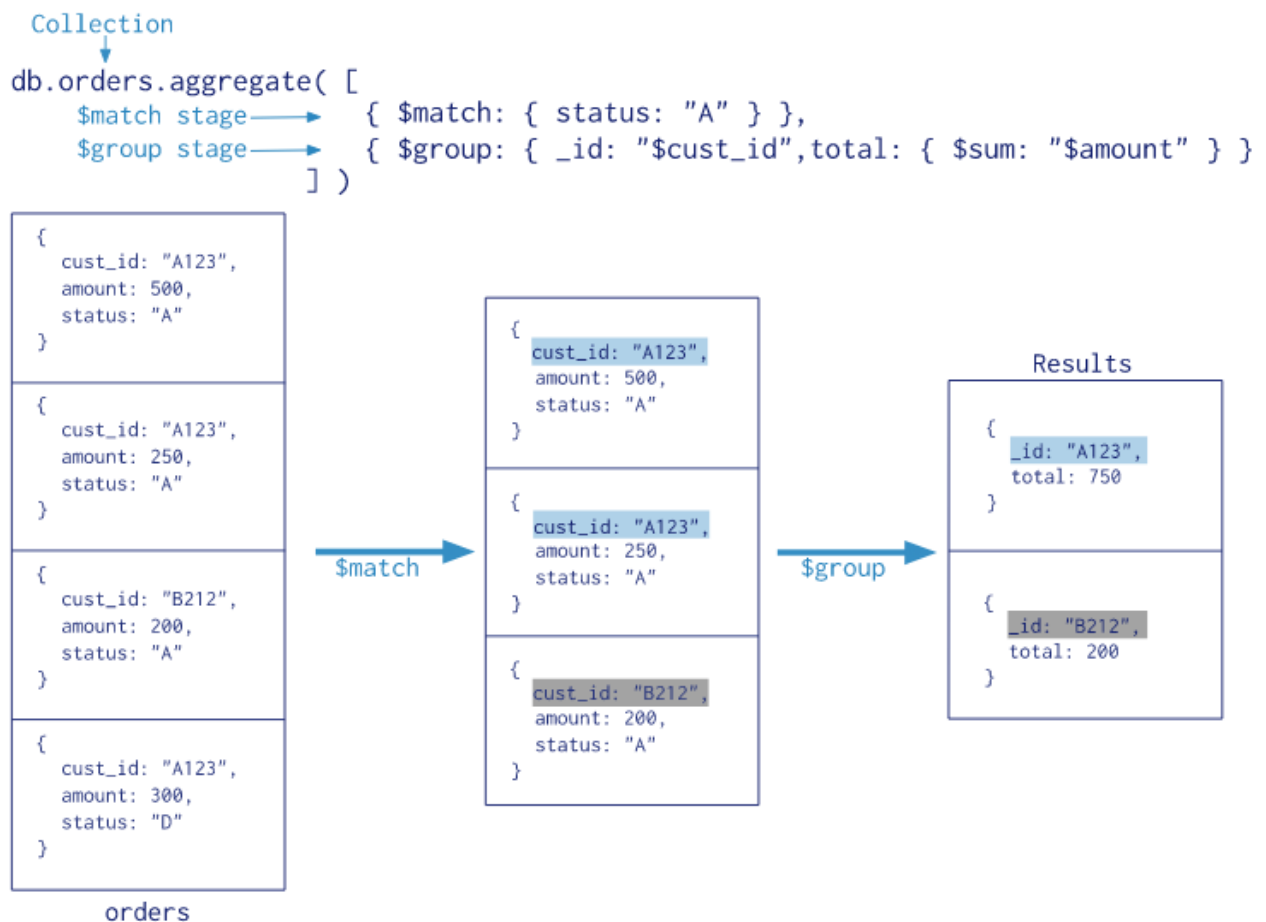 Collection
db.orders.aggregate( [
$match stage { $match: { status: "A" } },
$group stage { $group: { _id: "$cust_id",total: { $sum: "$amount" } }
] )
{
cust_id: "A123",
amount: 500,
status: "A"
}
{
cust_id: "A123",
amount: 250,
status: "A"
}
{
cust_id: "B212",
amount: 200,
status: "A"
}
{
cust_id: "A123",
amount: 300,
status: "D"
}
orders
$match
{
cust_id: "A123",
amount: 500,
status: "A"
}
{
cust_id: "A123",
amount: 250,
status: "A"
}
{
cust_id: "B212",
amount: 200,
status: "A"
}
$group
Results
{
_id: "A123",
total: 750
}
{
_id: "B212",
total: 200
}